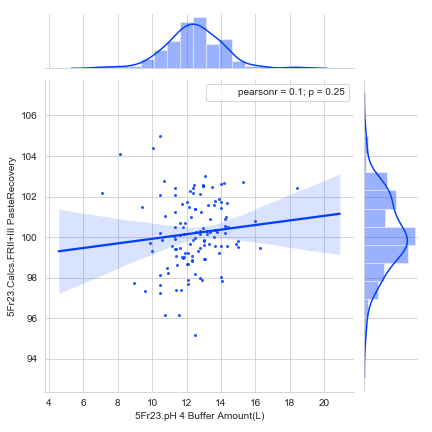 pearsonr = 0.1; p = 0.25
106
104
102
100
98
96
94
5Fr23.Calcs.FRII+III PasteRecovery
4 6 8 10 12 14 16 18 20
5Fr23.pH 4 Buffer Amount(L)